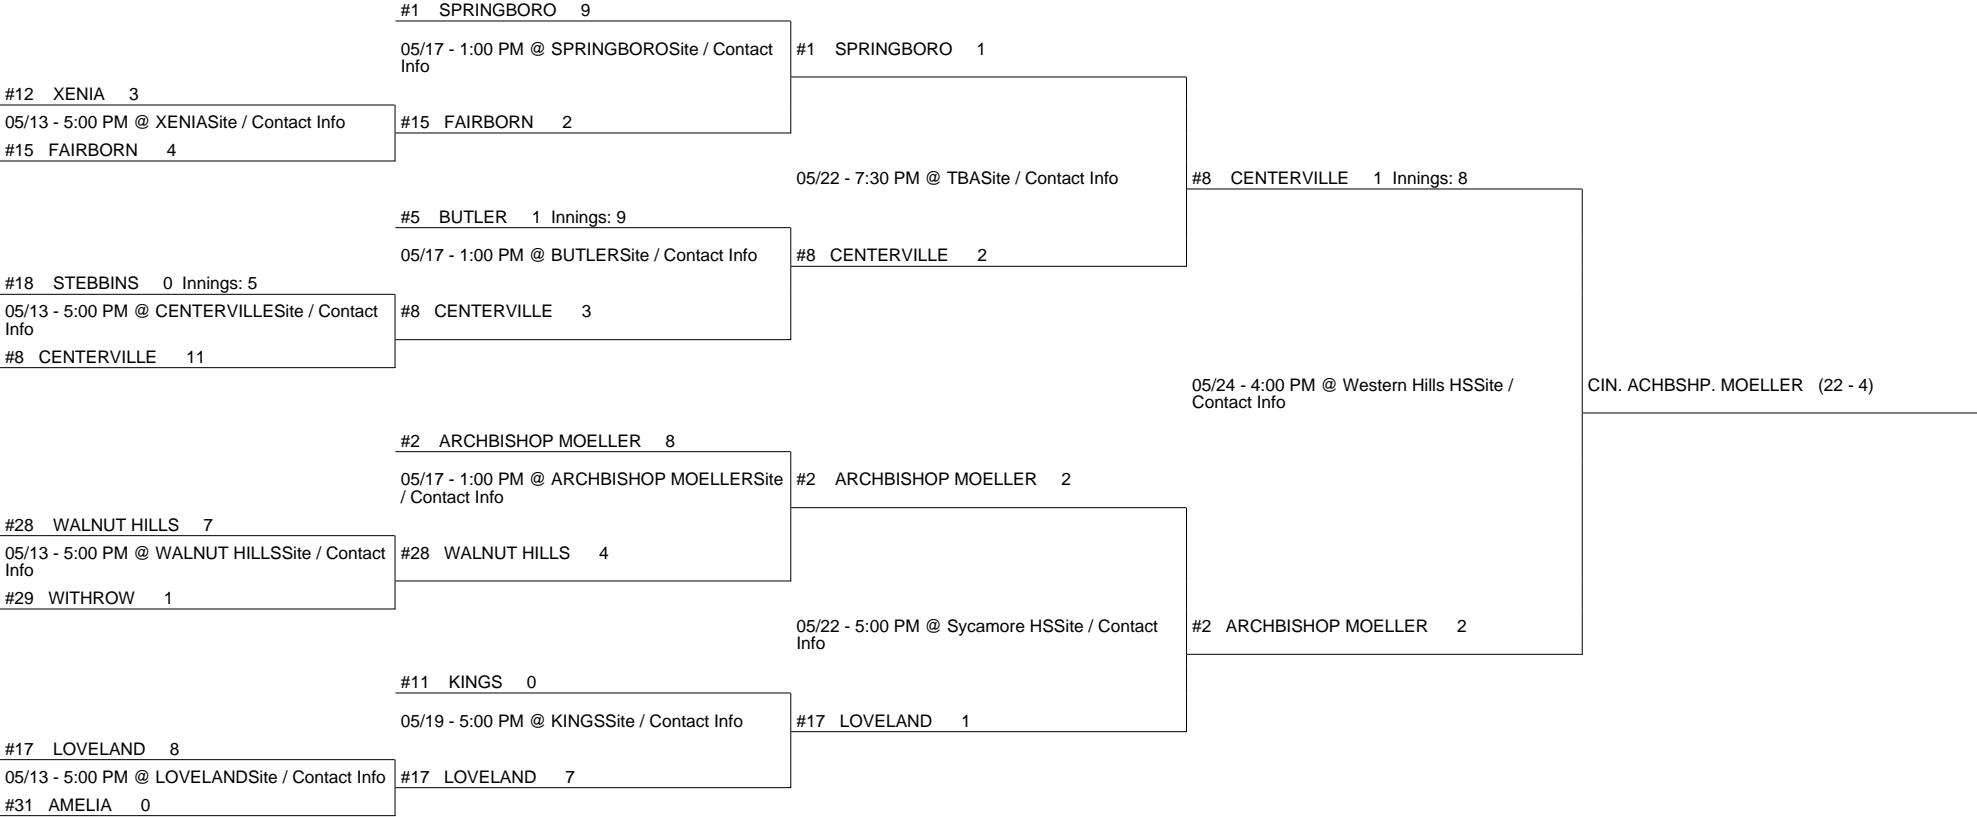 #1 SPRINGBORO 9
05/17 - 1:00 PM @ SPRINGBOROSite / Contact
Info
#1 SPRINGBORO 1
#12 XENIA 3
05/13 - 5:00 PM @ XENIASite / Contact Info
#15 FAIRBORN 2
#15 FAIRBORN 4
05/22 - 7:30 PM @ TBASite / Contact Info
#8 CENTERVILLE 1 Innings: 8
#5 BUTLER 1 Innings: 9
05/17 - 1:00 PM @ BUTLERSite / Contact Info
#8 CENTERVILLE 2
#18 STEBBINS 0 Innings: 5
05/13 - 5:00 PM @ CENTERVILLESite / Contact
Info
#8 CENTERVILLE 3
#8 CENTERVILLE 11
05/24 - 4:00 PM @ Western Hills HSSite /
Contact Info
CIN. ACHBSHP. MOELLER (22 - 4)
#2 ARCHBISHOP MOELLER 8
05/17 - 1:00 PM @ ARCHBISHOP MOELLERSite
/ Contact Info
#2 ARCHBISHOP MOELLER 2
#28 WALNUT HILLS 7
05/13 - 5:00 PM @ WALNUT HILLSSite / Contact
Info
#28 WALNUT HILLS 4
#29 WITHROW 1
05/22 - 5:00 PM @ Sycamore HSSite / Contact
Info
#2 ARCHBISHOP MOELLER 2
#11 KINGS 0
05/19 - 5:00 PM @ KINGSSite / Contact Info
#17 LOVELAND 1
#17 LOVELAND 8
05/13 - 5:00 PM @ LOVELANDSite / Contact Info
#17 LOVELAND 7
#31 AMELIA 0